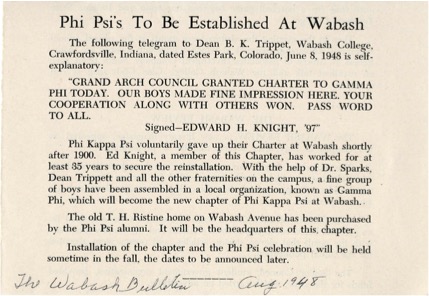 Phi Psi's To Be Established At Wabash
The following telegram to Dean B. K. Trippet, Wabash College,
Crawfordsville, Indiana, dated Estes Park, Colorado, June 8, 1948 is self-
explanatory:
"GRAND ARCH COUNCIL GRANTED CHARTER TO GAMMA
PHI TODAY. OUR BOYS MADE FINE IMPRESSION HERE. YOUR
COOPERATION ALONG WITH OTHERS WON. PASS WORD
TO ALL.
Signed—EDWARD H. KNIGHT, '97"
Phi Kappa Psi voluntarily gave up their Charter at Wabash shortly
after 1900. Ed Knight, a member of this Chapter, has worked for at
least 35 years to secure the reinstallation. With the help of Dr. Sparks,
Dean Trippett and all the other fraternities on the campus, a fine group
of boys have been assembled in a local organization, known as Gamma
Phi, which will become the new chapter of Phi Kappa Psi at Wabash.
The old T. H. Ristine home on Wabash Avenue has been purchased
by the Phi Psi alumni. It will be the headquarters of this chapter.
Installation of the chapter and the Phi Psi celebration will be held
sometime in the fall, the dates to be announced later.
The Wabash Bulletin Aug. 1948